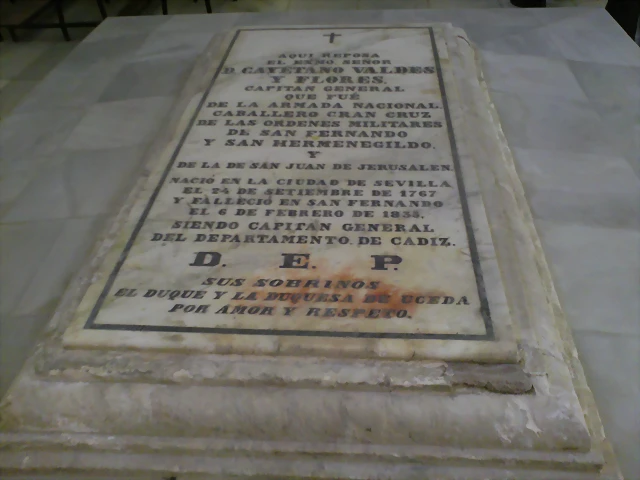 AQUI REPOSA
EL EXMO. SEÑOR
D. CAYETANO VALDES
Y FLORES.
CAPITAN GENERAL
QUE FUÉ
DE LA ARMADA NACIONAL.
CABALLERO GRAN CRUZ
DE LAS ORDENES MILITARES
DE SAN FERNANDO
Y SAN HERMENEGILDO.
Y
DE LA DE SAN JUAN DE JERUSALEN.
NACIÓ EN LA CIUDAD DE SEVILLA
EL 24 DE SETIEMBRE DE 1767
Y FALLECIÓ EN SAN FERNANDO
EL 6 DE FEBRERO DE 1835.
SIENDO CAPITAN GENERAL
DEL DEPARTAMENTO DE CADIZ.
D. E. P.
SUS SOBRINOS
EL DUQUE Y LA DUQUESA DE UCEDA
POR AMOR Y RESPETO.